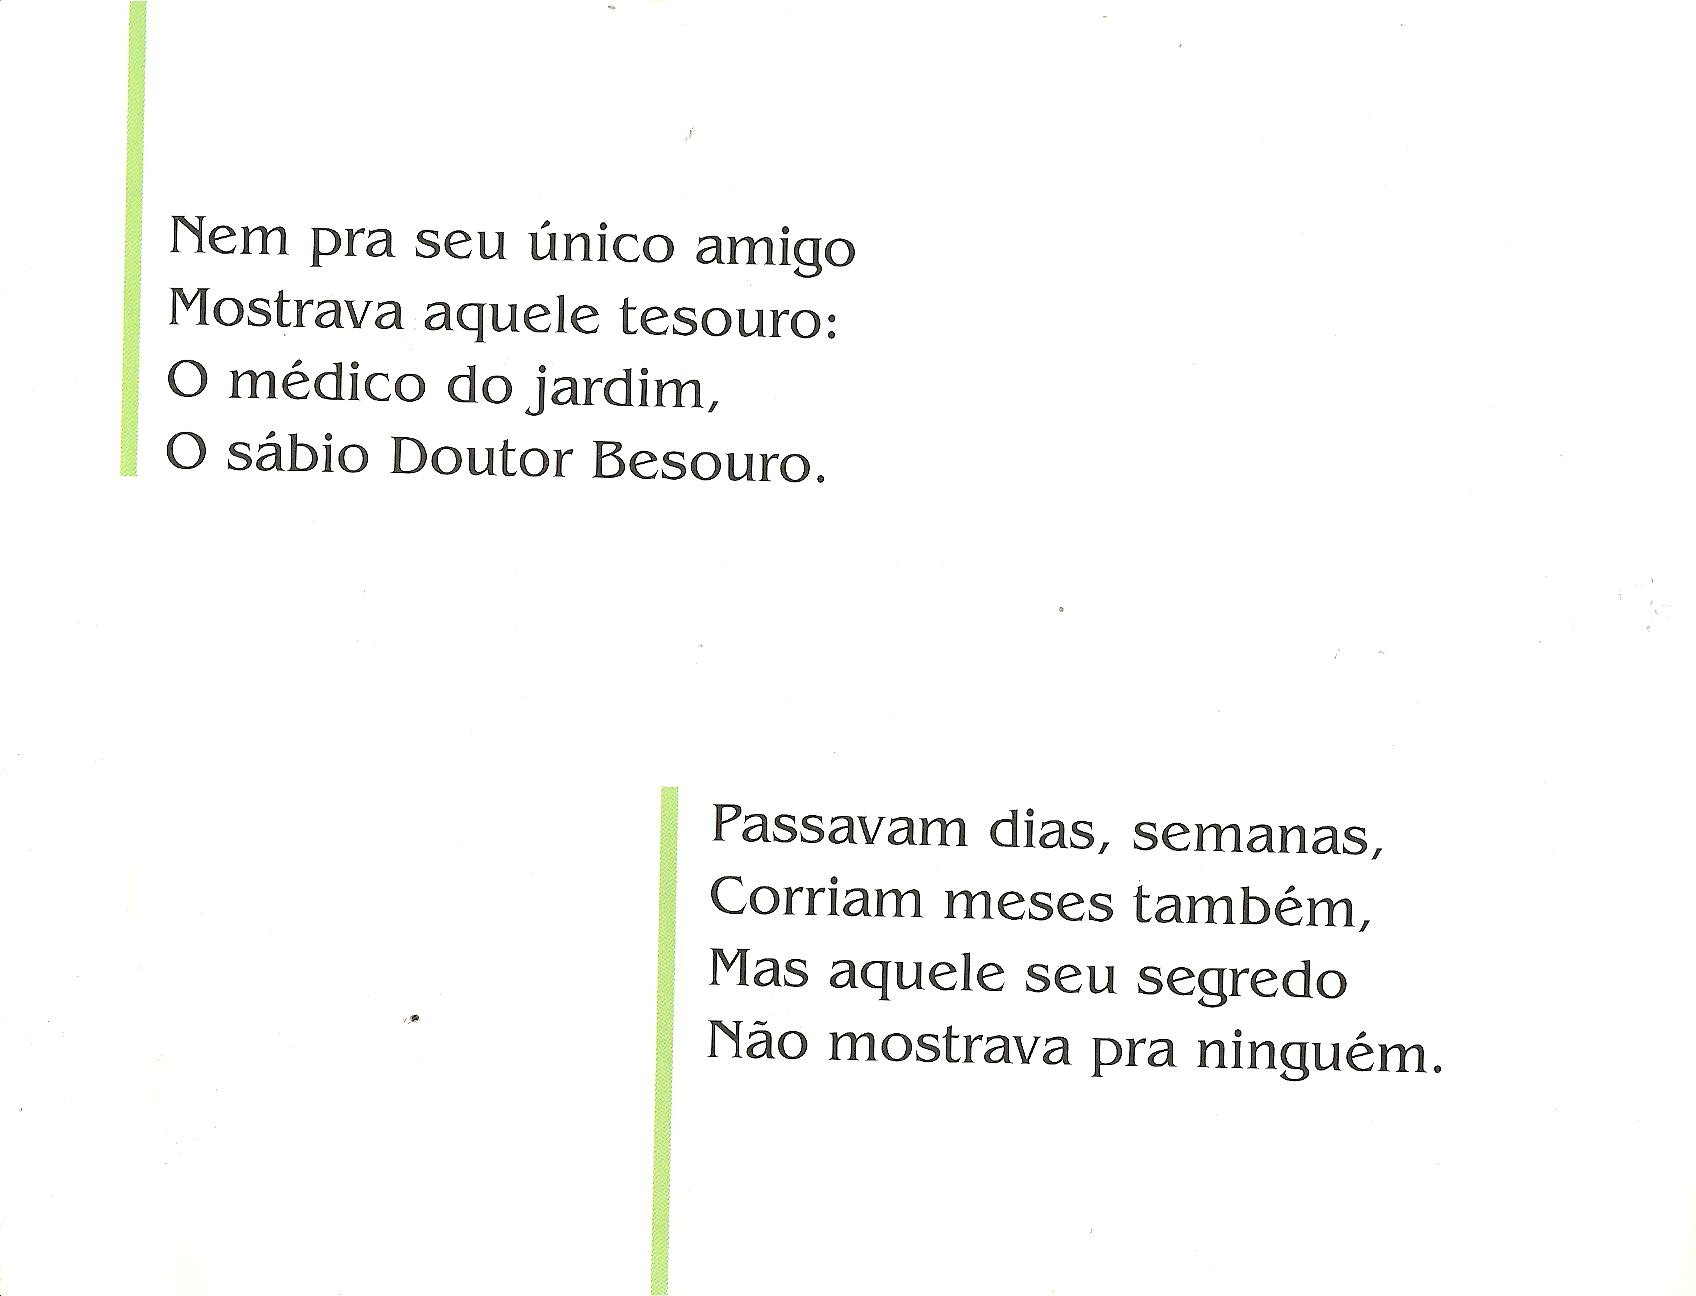 Nem pra seu único amigo
Mostrava aquele tesouro:
O médico do jardim,
O sábio Doutor Besouro.
Passavam dias, semanas,
Corriam meses também,
Mas aquele seu segredo
Não mostrava pra ninguém.